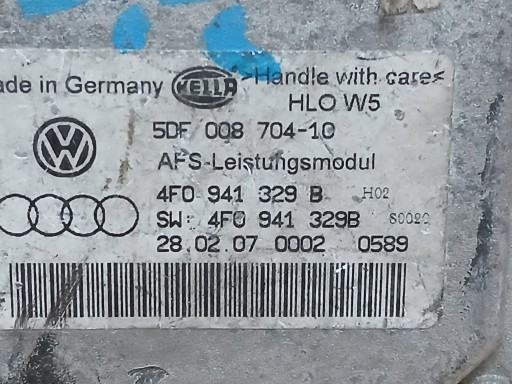 ade in Germany HELLA >Handle with care<
HLO W5
5DF 008 704-10
AFS-Leistungsmodul
4F0 941 329 B H02
SW: 4F0 941 329B S0020
28.02.07 0002 0589